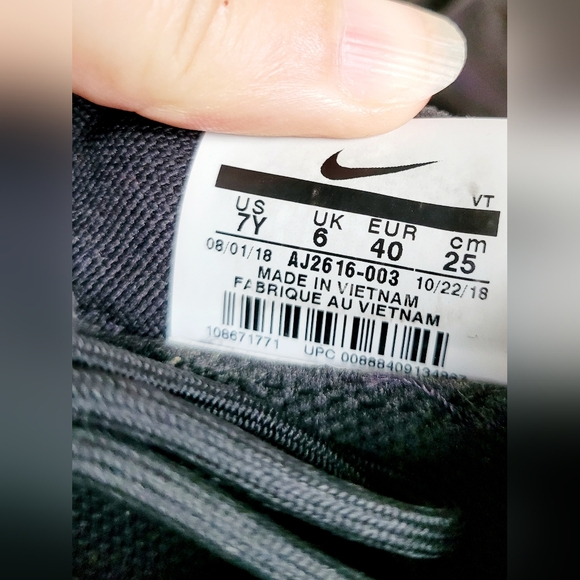 VT
US UK EUR cm
7Y 6 40 25
08/01/18 AJ2616-003 10/22/18
MADE IN VIETNAM
FABRIQUE AU VIETNAM
108671771 UPC